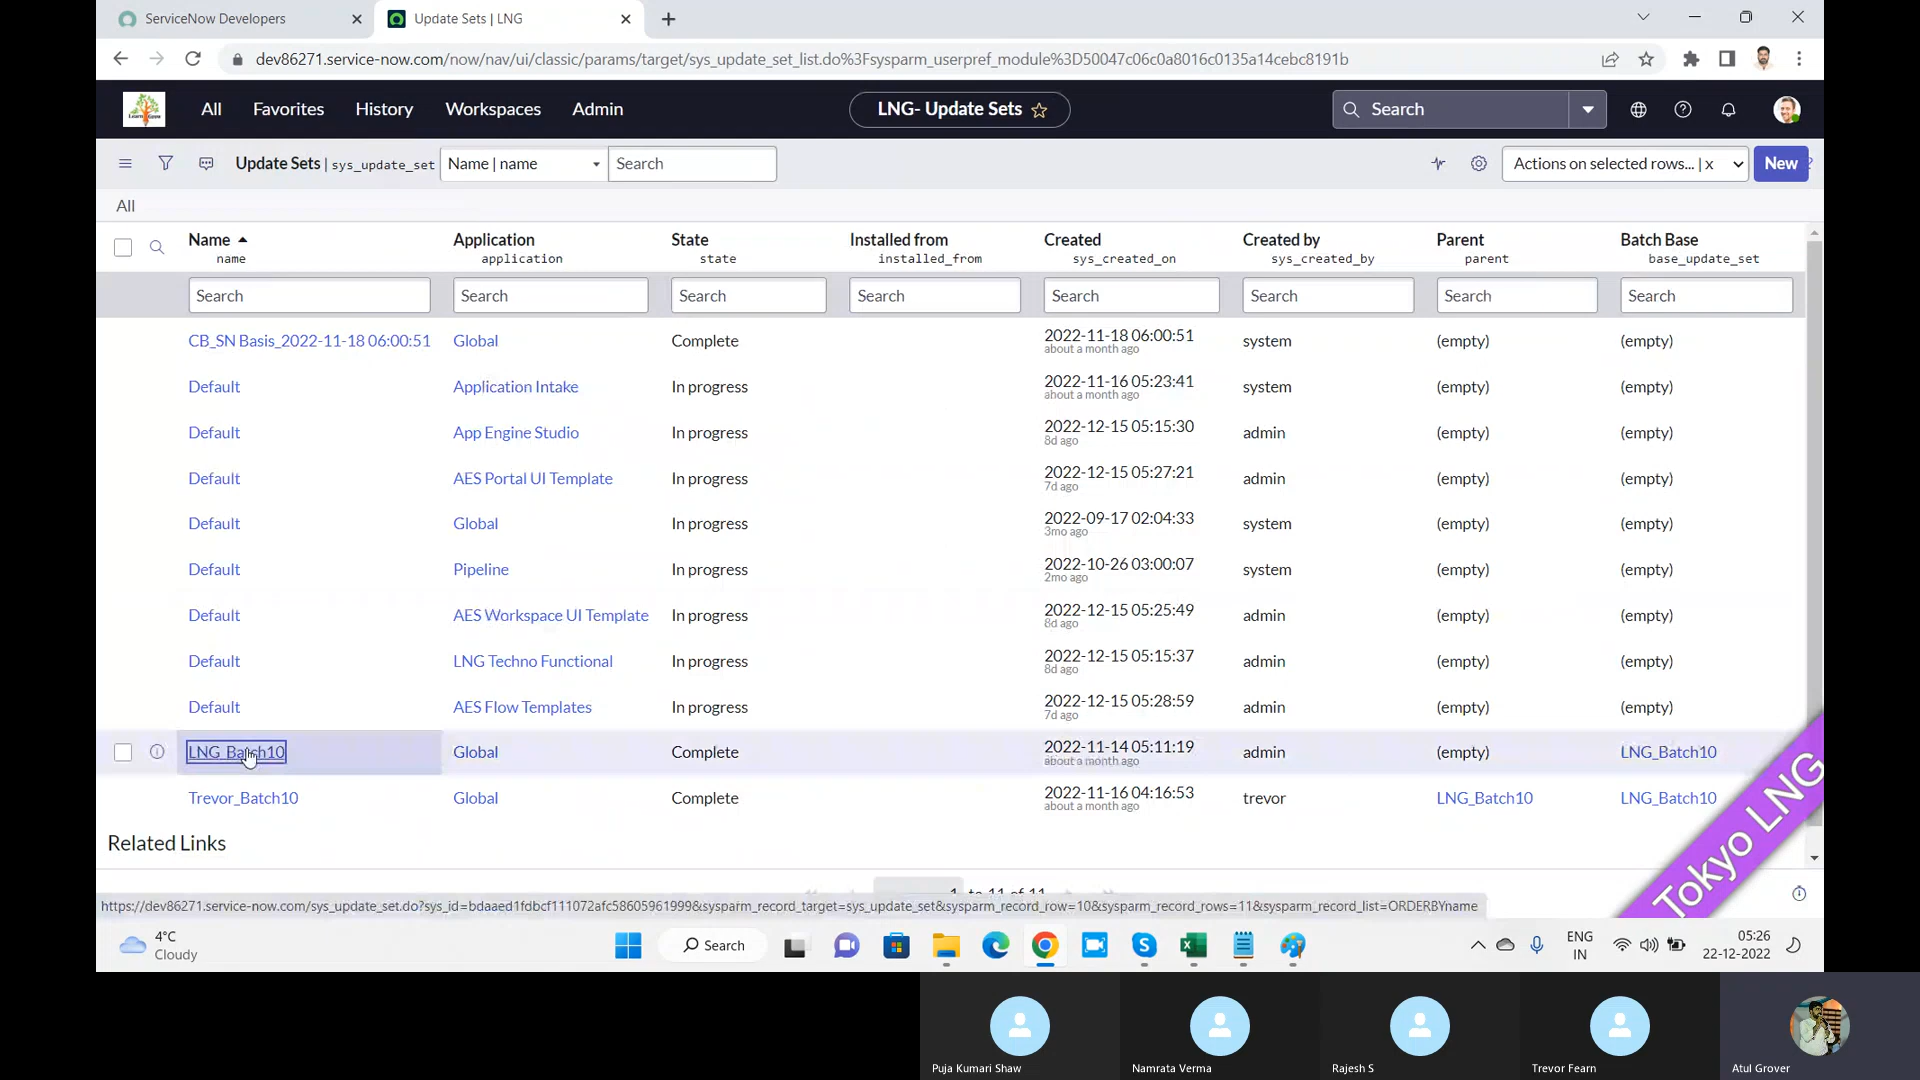 ServiceNow Developers
Update Sets | LNG
dev86271.service-now.com/now/nav/ui/classic/params/target/sys_update_set_list.do%3Fsysparm_userpref_module%3D50047c06c0a8016c0135a14cebc8191b
All Favorites History Workspaces Admin
LNG- Update Sets
Search
Update Sets | sys_update_set
Name | name
Search
Actions on selected rows... | x
New
All
Name Application State Installed from Created Created by Parent Batch Base
name application state installed_from sys_created_on sys_created_by parent base_update_set
Search Search Search Search Search Search Search Search
CB_SN Basis_2022-11-18 06:00:51 Global Complete 2022-11-18 06:00:51 system (empty) (empty)
about a month ago
Default Application Intake In progress 2022-11-16 05:23:41 system (empty) (empty)
about a month ago
Default App Engine Studio In progress 2022-12-15 05:15:30 admin (empty) (empty)
8d ago
Default AES Portal UI Template In progress 2022-12-15 05:27:21 admin (empty) (empty)
7d ago
Default Global In progress 2022-09-17 02:04:33 system (empty) (empty)
3mo ago
Default Pipeline In progress 2022-10-26 03:00:07 system (empty) (empty)
2mo ago
Default AES Workspace UI Template In progress 2022-12-15 05:25:49 admin (empty) (empty)
8d ago
Default LNG Techno Functional In progress 2022-12-15 05:15:37 admin (empty) (empty)
8d ago
Default AES Flow Templates In progress 2022-12-15 05:28:59 admin (empty) (empty)
7d ago
LNG_Batch10 Global Complete 2022-11-14 05:11:19 admin (empty) LNG_Batch10
about a month ago
Trevor_Batch10 Global Complete 2022-11-16 04:16:53 trevor LNG_Batch10 LNG_Batch10
about a month ago
Related Links
1 to 11 of 11
Tokyo LNG
https://dev86271.service-now.com/sys_update_set.do?sys_id=bdaaed1fdbcf111072afc58605961999&sysparm_record_target=sys_update_set&sysparm_record_row=10&sysparm_record_rows=11&sysparm_record_list=ORDERBYname
4°C
Cloudy
Search
ENG
IN
05:26
22-12-2022
Puja Kumari Shaw
Namrata Verma
Rajesh S
Trevor Fearn
Atul Grover